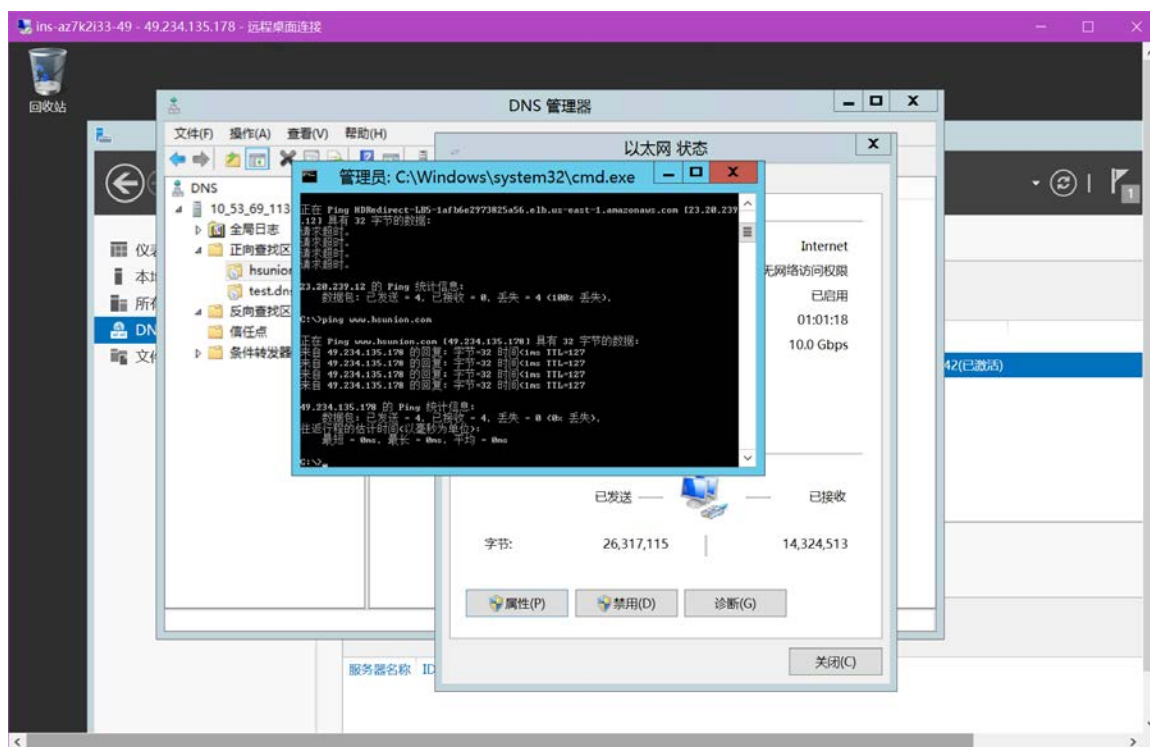 ins-az7k2i33-49 - 49.234.135.178 - 远程桌面连接
回收站
DNS 管理器
文件(F) 操作(A) 查看(V) 帮助(H)
以太网 状态
管理员: C:\Windows\system32\cmd.exe
DNS
10_53_69_113
全局日志
正向查找区
hsunion
test.dn
反向查找区
信任点
条件转发器
仪表
本地
所有
DN
文件
正在 Ping HDRedirect-LB5-1afb6e2973825a56.elb.us-east-1.amazonaws.com [23.20.239
.12] 具有 32 字节的数据:
请求超时。
请求超时。
请求超时。
请求超时。
23.20.239.12 的 Ping 统计信息:
数据包: 已发送 = 4，已接收 = 0，丢失 = 4 (100% 丢失)，
C:\>ping www.hsunion.com
正在 Ping www.hsunion.com [49.234.135.178] 具有 32 字节的数据:
来自 49.234.135.178 的回复: 字节=32 时间<1ms TTL=127
来自 49.234.135.178 的回复: 字节=32 时间<1ms TTL=127
来自 49.234.135.178 的回复: 字节=32 时间<1ms TTL=127
来自 49.234.135.178 的回复: 字节=32 时间<1ms TTL=127
49.234.135.178 的 Ping 统计信息:
数据包: 已发送 = 4，已接收 = 4，丢失 = 0 (0% 丢失)，
往返行程的估计时间(以毫秒为单位):
最短 = 0ms，最长 = 0ms，平均 = 0ms
C:\>
Internet
无网络访问权限
已启用
01:01:18
10.0 Gbps
1
42(已激活)
已发送
已接收
字节:
26,317,115
14,324,513
属性(P)
禁用(D)
诊断(G)
关闭(C)
服务器名称 ID